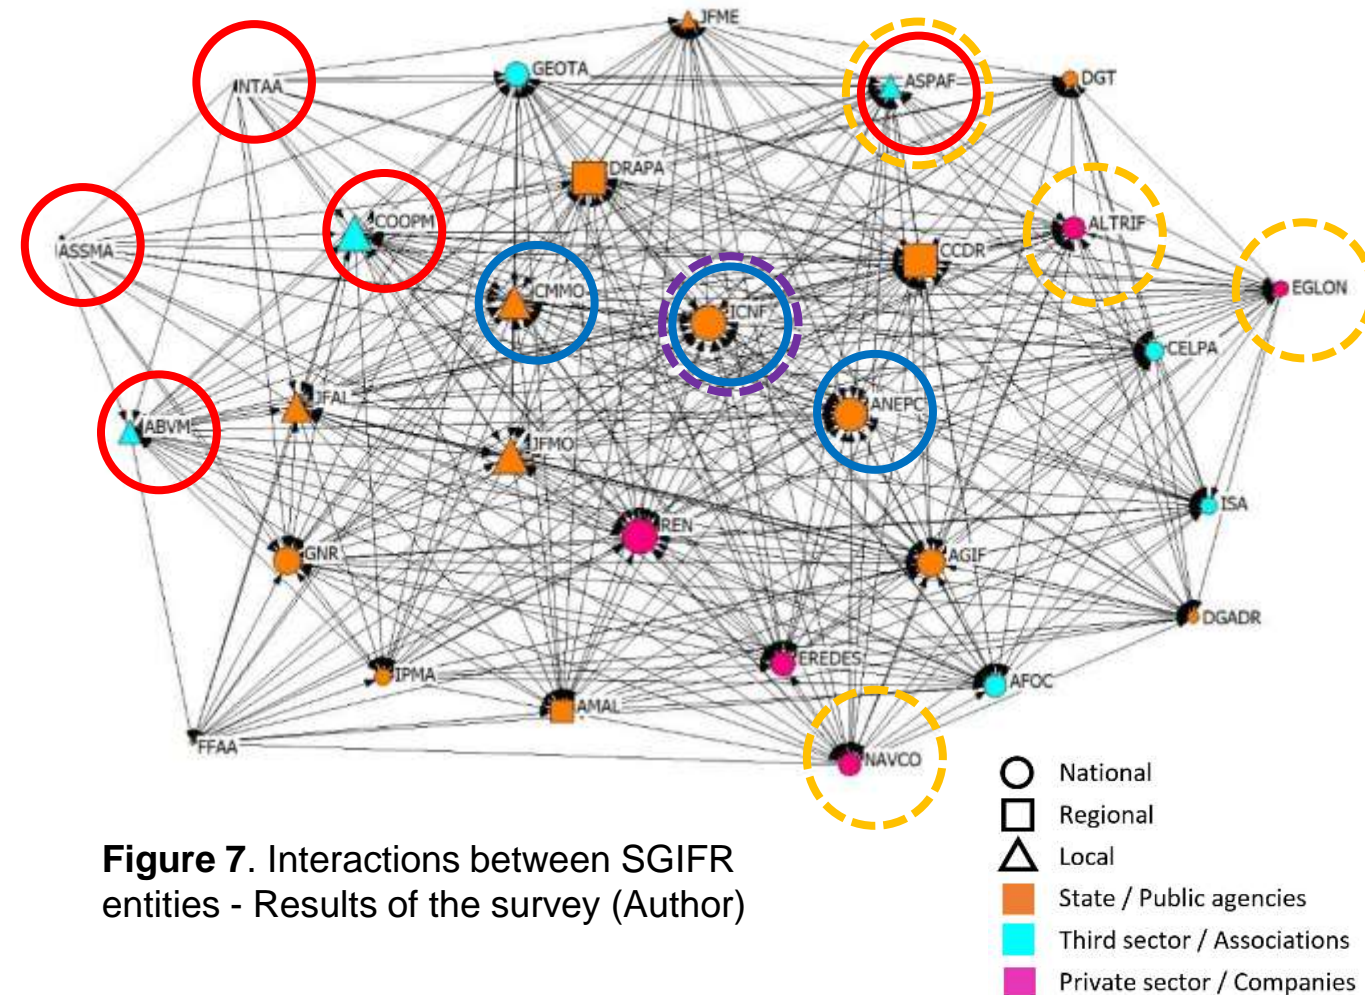 JFME
GEOTA
ASPAF
DGT
INTAA
DRAPA
COOPM
ALTRIF
ASSMA
CCDR
CMMO
ICNF
EGLON
CELPA
JFAL
ANEPC
ABVM
JFMO
ISA
REN
GNR
AGIF
DGADR
EREDES
IPMA
AFOC
AMAL
FFAA
NAVCO
National
Regional
Local
State / Public agencies
Third sector / Associations
Private sector / Companies
Figure 7. Interactions between SGIFR
entities - Results of the survey (Author)